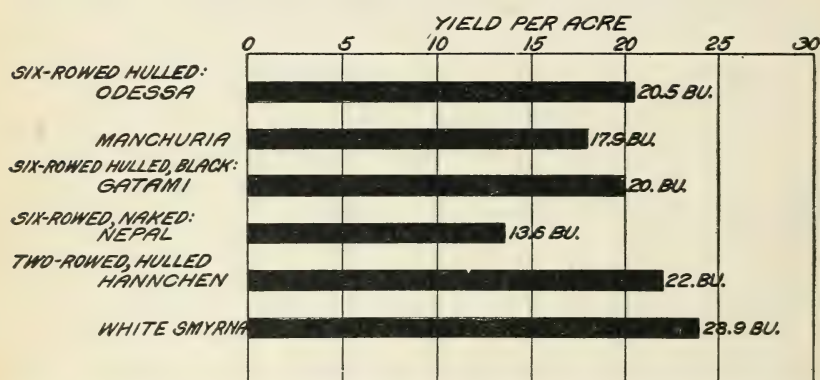 YIELD PER ACRE
0 5 10 15 20 25 30
SIX-ROWED HULLED:
ODESSA 20.5 BU.
MANCHURIA 17.9 BU.
SIX-ROWED HULLED, BLACK:
GATAMI 20. BU.
SIX-ROWED, NAKED:
NEPAL 13.6 BU.
TWO-ROWED, HULLED
HANNCHEN 22. BU.
WHITE SMYRNA 28.9 BU.